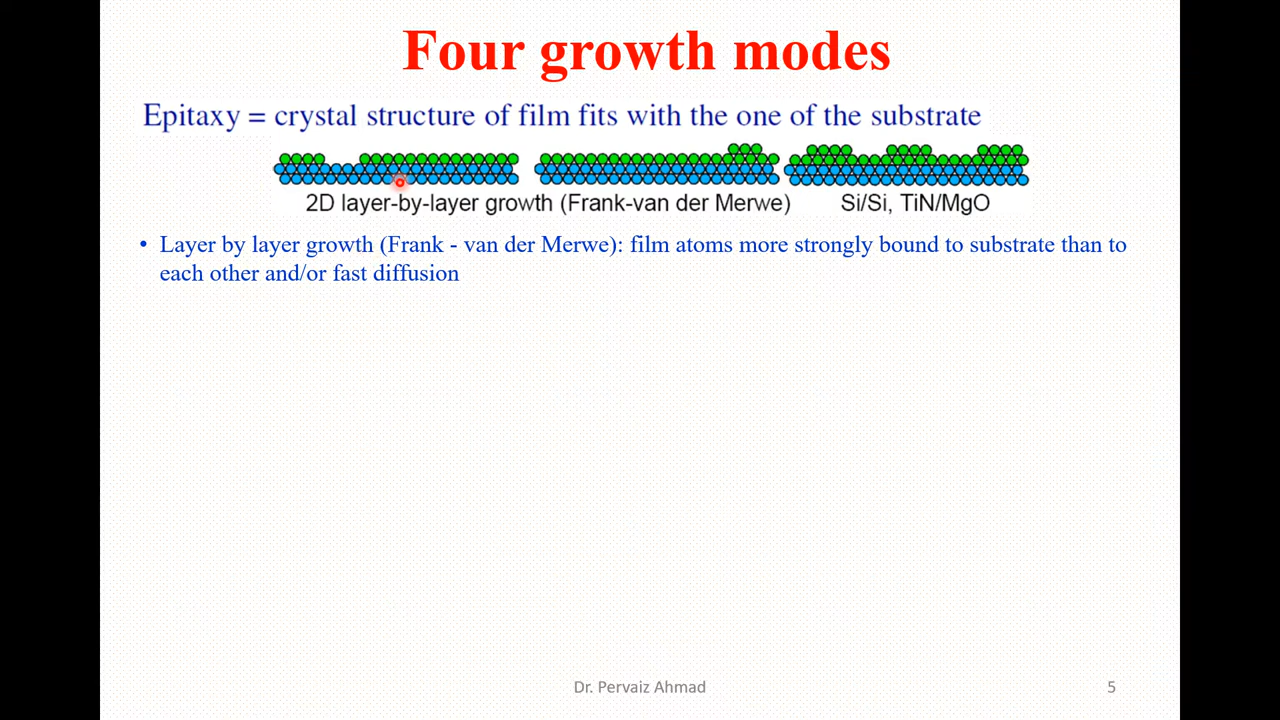 Four growth modes
Epitaxy = crystal structure of film fits with the one of the substrate
2D layer-by-layer growth (Frank-van der Merwe) Si/Si, TiN/MgO
• Layer by layer growth (Frank - van der Merwe): film atoms more strongly bound to substrate than to
each other and/or fast diffusion
Dr. Pervaiz Ahmad 5